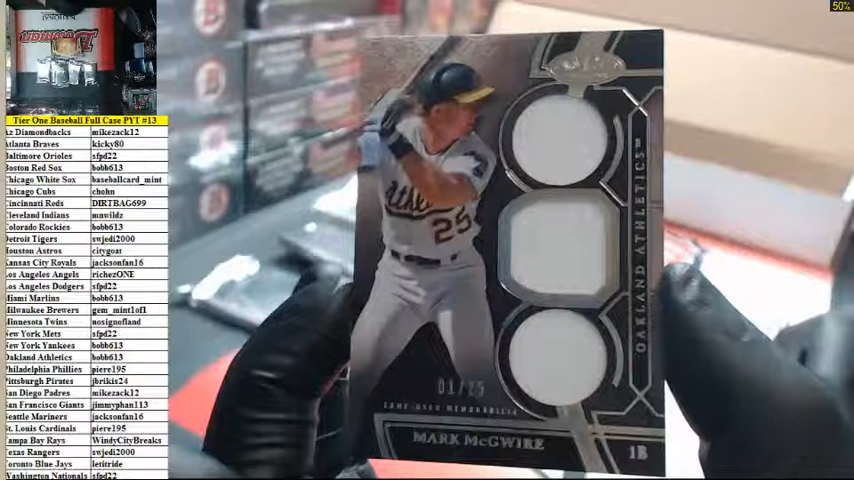 50%
Tier One Baseball Full Case PYT #13
Az Diamondbacks mikezack12
Atlanta Braves kicky80
Baltimore Orioles sfpd22
Boston Red Sox bobb613
Chicago White Sox baseballcard_mint
Chicago Cubs chohn
Cincinnati Reds DIRTBAG699
Cleveland Indians mnwildz
Colorado Rockies bobb613
Detroit Tigers swjedi2000
Houston Astros citygoat
Kansas City Royals jacksonfan16
Los Angeles Angels richezONE
Los Angeles Dodgers sfpd22
Miami Marlins bobb613
Milwaukee Brewers gem_mint1of1
Minnesota Twins nosignofland
New York Mets sfpd22
New York Yankees bobb613
Oakland Athletics bobb613
Philadelphia Phillies piere195
Pittsburgh Pirates jbrikis24
San Diego Padres mikezack12
San Francisco Giants jimmyphan113
Seattle Mariners jacksonfan16
St. Louis Cardinals piere195
Tampa Bay Rays WindyCityBreaks
Texas Rangers swjedi2000
Toronto Blue Jays letitride
Washington Nationals sfpd22
25
OAKLAND ATHLETICS™
01/25
GAME-USED MEMORABILIA
MARK McGWIRE
1B